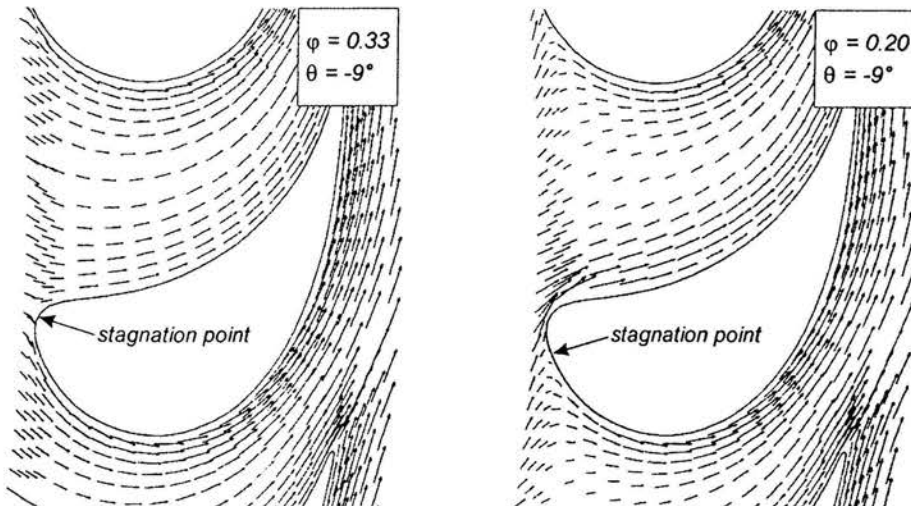 φ = 0.33
θ = -9°
stagnation point
φ = 0.20
θ = -9°
stagnation point